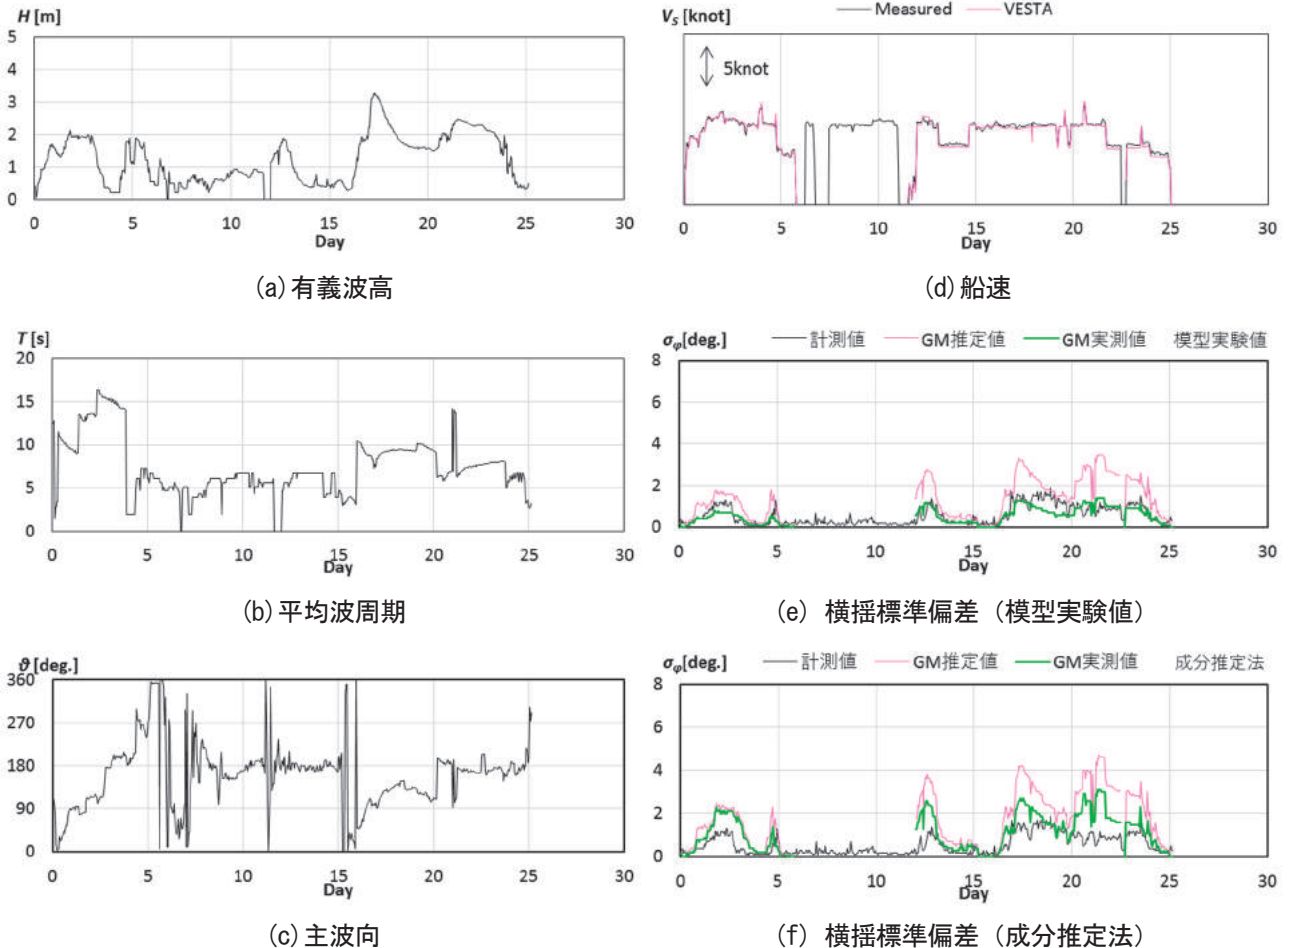 H [m]
5
4
3
2
1
0
0 5 10 15 20 25 30
Day
(a)有義波高
T [s]
20
15
10
5
0
0 5 10 15 20 25 30
Day
(b)平均波周期
ϑ [deg.]
360
270
180
90
0
0 5 10 15 20 25 30
Day
(c)主波向
V_S [knot] Measured VESTA
5knot
0 5 10 15 20 25 30
Day
(d)船速
σ_φ[deg.] 計測値 GM推定値 GM実測値 模型実験値
8
6
4
2
0
0 5 10 15 20 25 30
Day
(e) 横揺標準偏差(模型実験値)
σ_φ[deg.] 計測値 GM推定値 GM実測値 成分推定法
8
6
4
2
0
0 5 10 15 20 25 30
Day
(f) 横揺標準偏差(成分推定法)